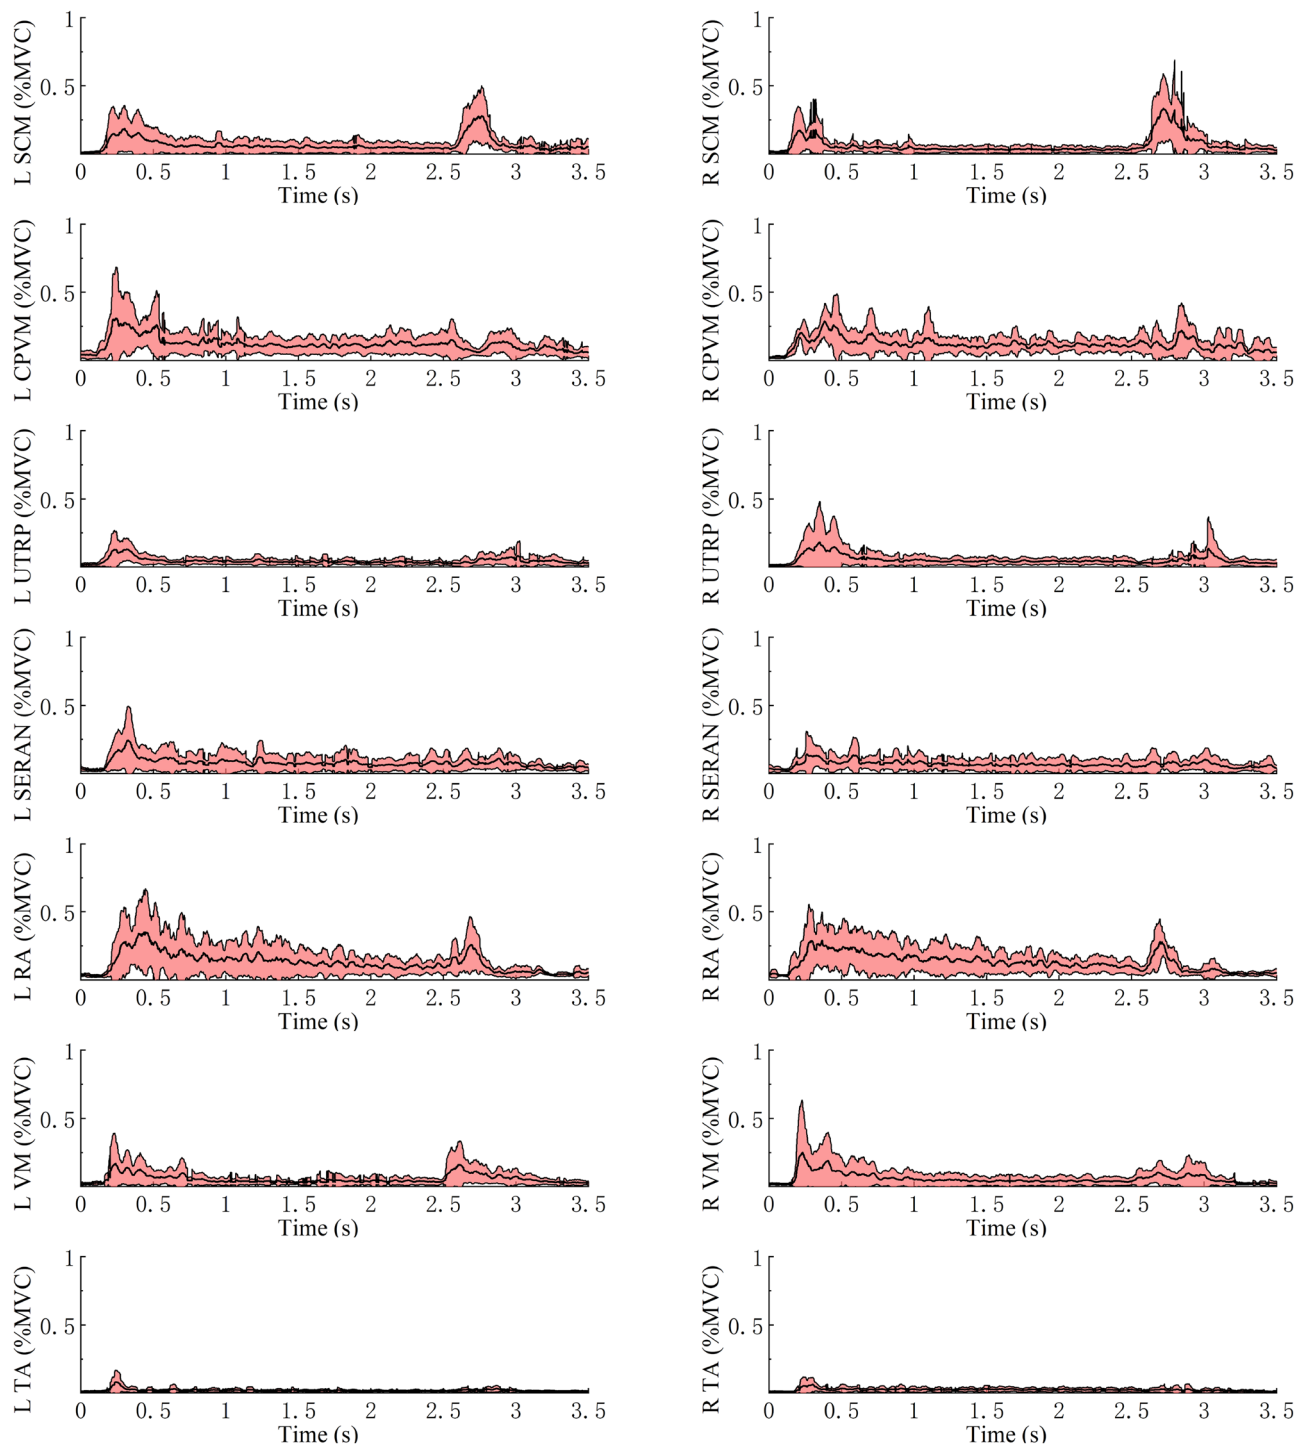 L SCM (%MVC)
1
0.5
0 0.5 1 1.5 2 2.5 3 3.5
Time (s)
R SCM (%MVC)
1
0.5
0 0.5 1 1.5 2 2.5 3 3.5
Time (s)
L CPVM (%MVC)
1
0.5
0 0.5 1 1.5 2 2.5 3 3.5
Time (s)
R CPVM (%MVC)
1
0.5
0 0.5 1 1.5 2 2.5 3 3.5
Time (s)
L UTRP (%MVC)
1
0.5
0 0.5 1 1.5 2 2.5 3 3.5
Time (s)
R UTRP (%MVC)
1
0.5
0 0.5 1 1.5 2 2.5 3 3.5
Time (s)
L SERAN (%MVC)
1
0.5
0 0.5 1 1.5 2 2.5 3 3.5
Time (s)
R SERAN (%MVC)
1
0.5
0 0.5 1 1.5 2 2.5 3 3.5
Time (s)
L RA (%MVC)
1
0.5
0 0.5 1 1.5 2 2.5 3 3.5
Time (s)
R RA (%MVC)
1
0.5
0 0.5 1 1.5 2 2.5 3 3.5
Time (s)
L VM (%MVC)
1
0.5
0 0.5 1 1.5 2 2.5 3 3.5
Time (s)
R VM (%MVC)
1
0.5
0 0.5 1 1.5 2 2.5 3 3.5
Time (s)
L TA (%MVC)
1
0.5
0 0.5 1 1.5 2 2.5 3 3.5
Time (s)
R TA (%MVC)
1
0.5
0 0.5 1 1.5 2 2.5 3 3.5
Time (s)